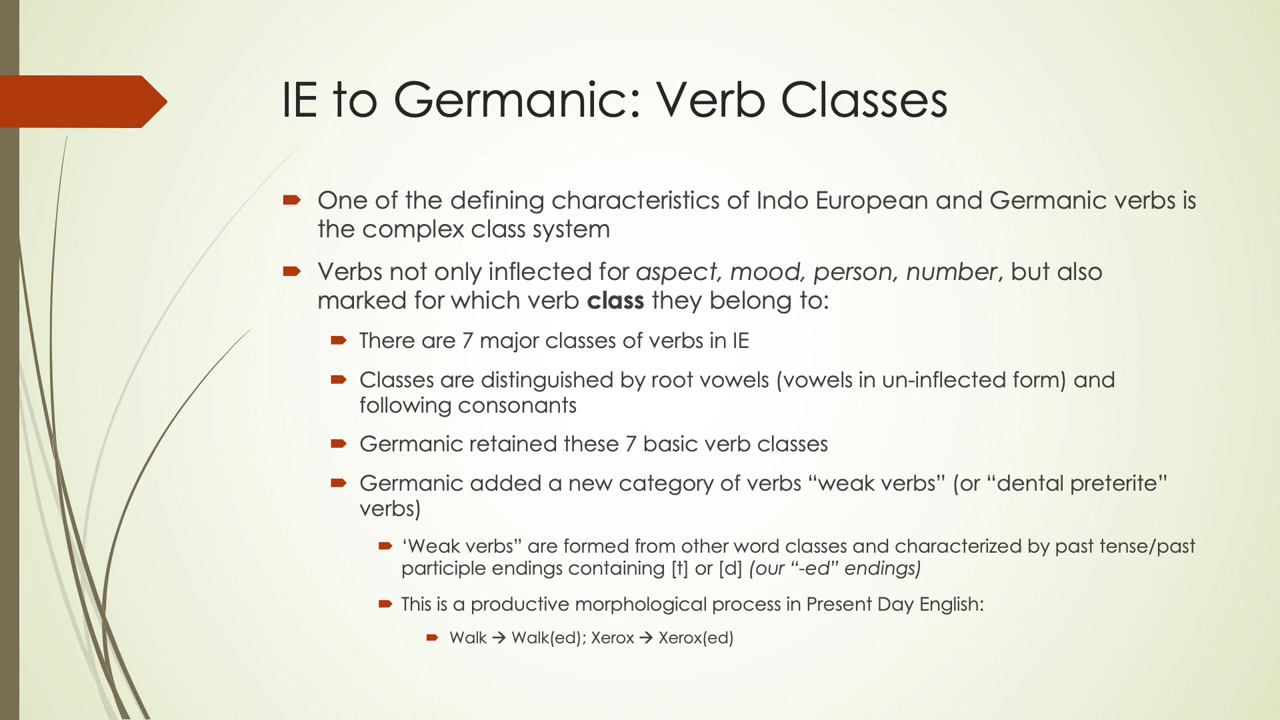 IE to Germanic: Verb Classes
One of the defining characteristics of Indo European and Germanic verbs is
the complex class system
Verbs not only inflected for aspect, mood, person, number, but also
marked for which verb class they belong to:
There are 7 major classes of verbs in IE
Classes are distinguished by root vowels (vowels in un-inflected form) and
following consonants
Germanic retained these 7 basic verb classes
Germanic added a new category of verbs “weak verbs” (or “dental preterite”
verbs)
‘Weak verbs” are formed from other word classes and characterized by past tense/past
participle endings containing [t] or [d] (our “-ed” endings)
This is a productive morphological process in Present Day English:
Walk → Walk(ed); Xerox → Xerox(ed)